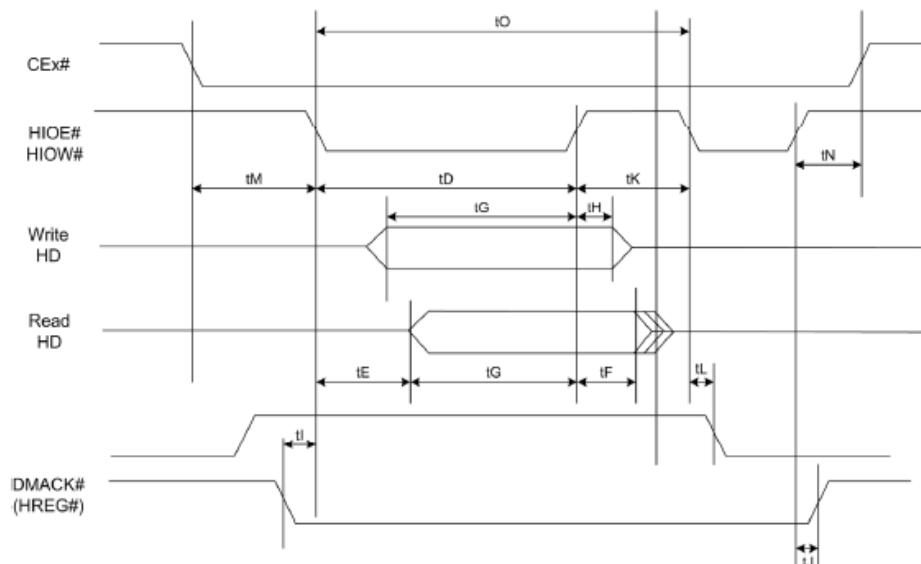 tO
CEx#
HIOE#
HIOW#
tN
tM
tD
tK
tG
tH
Write
HD
Read
HD
tE
tG
tF
tL
tI
DMACK#
(HREG#)